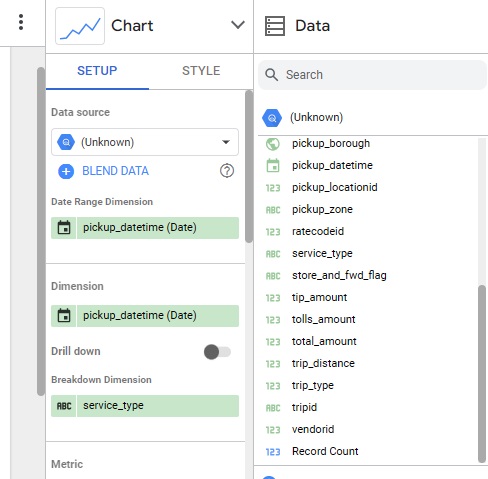 Chart
SETUP
STYLE
Data source
(Unknown)
BLEND DATA
Date Range Dimension
pickup_datetime (Date)
Dimension
pickup_datetime (Date)
Drill down
Breakdown Dimension
ABC service_type
Metric
Data
Search
(Unknown)
pickup_borough
pickup_datetime
123 pickup_locationid
ABC pickup_zone
123 ratecodeid
ABC service_type
ABC store_and_fwd_flag
123 tip_amount
123 tolls_amount
123 total_amount
123 trip_distance
123 trip_type
ABC tripid
123 vendorid
123 Record Count